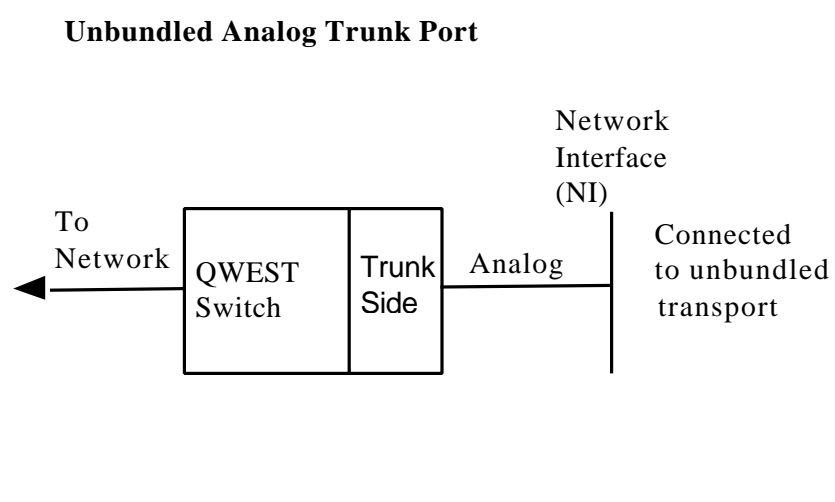 Unbundled Analog Trunk Port
Network
Interface
(NI)
To
Network
QWEST
Switch
Trunk
Side
Analog
Connected
to unbundled
transport